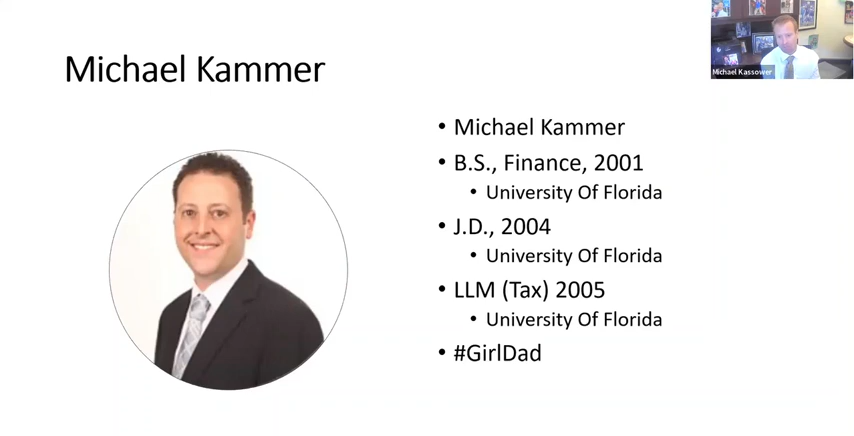 Michael Kammer
Michael Kassower
• Michael Kammer
• B.S., Finance, 2001
• University Of Florida
• J.D., 2004
• University Of Florida
• LLM (Tax) 2005
• University Of Florida
• #GirlDad